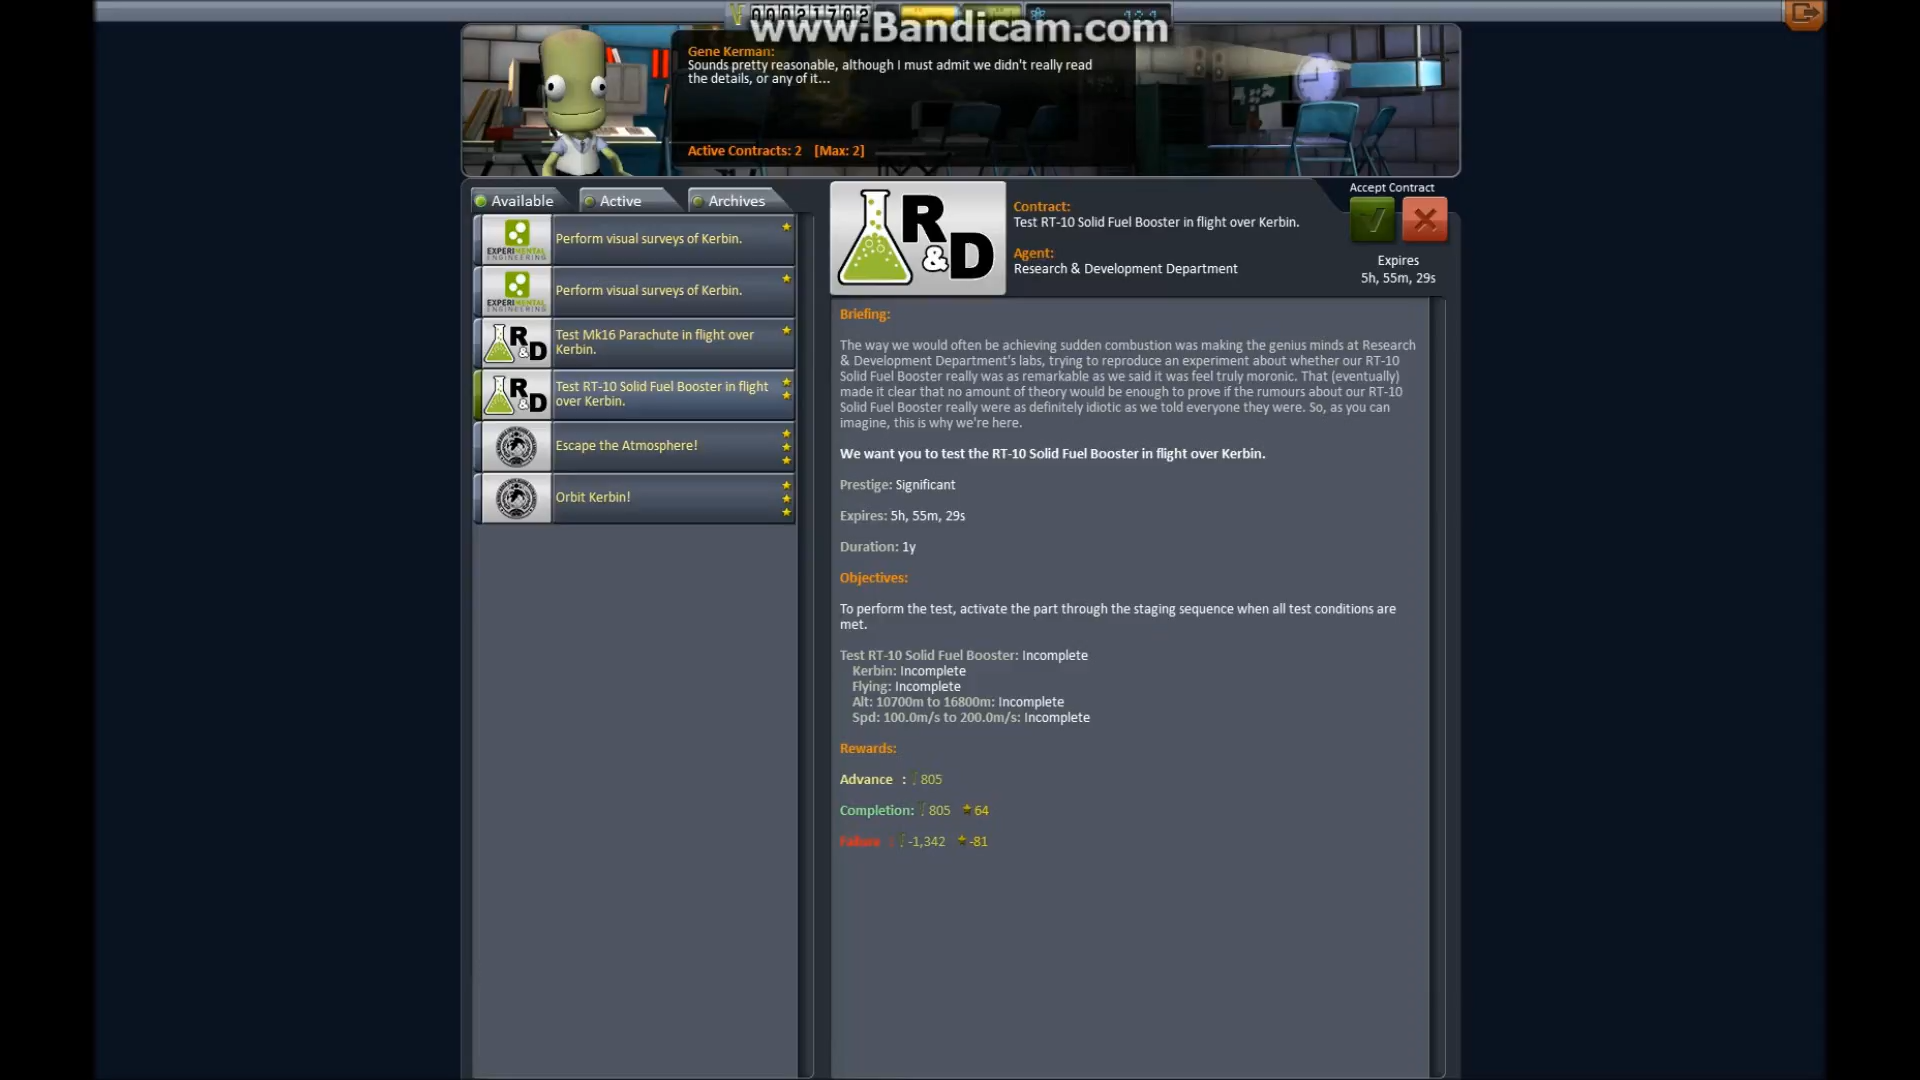 00021702
www.Bandicam.com
Gene Kerman:
Sounds pretty reasonable, although I must admit we didn't really read
the details, or any of it...
Active Contracts: 2 [Max: 2]
Available
Active
Archives
EXPERIMENTAL
ENGINEERING
Perform visual surveys of Kerbin.
EXPERIMENTAL
ENGINEERING
Perform visual surveys of Kerbin.
R&D
Test Mk16 Parachute in flight over
Kerbin.
R&D
Test RT-10 Solid Fuel Booster in flight
over Kerbin.
Escape the Atmosphere!
Orbit Kerbin!
R&D
Contract:
Test RT-10 Solid Fuel Booster in flight over Kerbin.
Agent:
Research & Development Department
Accept Contract
Expires
5h, 55m, 29s
Briefing:
The way we would often be achieving sudden combustion was making the genius minds at Research
& Development Department's labs, trying to reproduce an experiment about whether our RT-10
Solid Fuel Booster really was as remarkable as we said it was feel truly moronic. That (eventually)
made it clear that no amount of theory would be enough to prove if the rumours about our RT-10
Solid Fuel Booster really were as definitely idiotic as we told everyone they were. So, as you can
imagine, this is why we're here.
We want you to test the RT-10 Solid Fuel Booster in flight over Kerbin.
Prestige: Significant
Expires: 5h, 55m, 29s
Duration: 1y
Objectives:
To perform the test, activate the part through the staging sequence when all test conditions are
met.
Test RT-10 Solid Fuel Booster: Incomplete
Kerbin: Incomplete
Flying: Incomplete
Alt: 10700m to 16800m: Incomplete
Spd: 100.0m/s to 200.0m/s: Incomplete
Rewards:
Advance : 805
Completion: 805 64
Failure : -1,342 -81